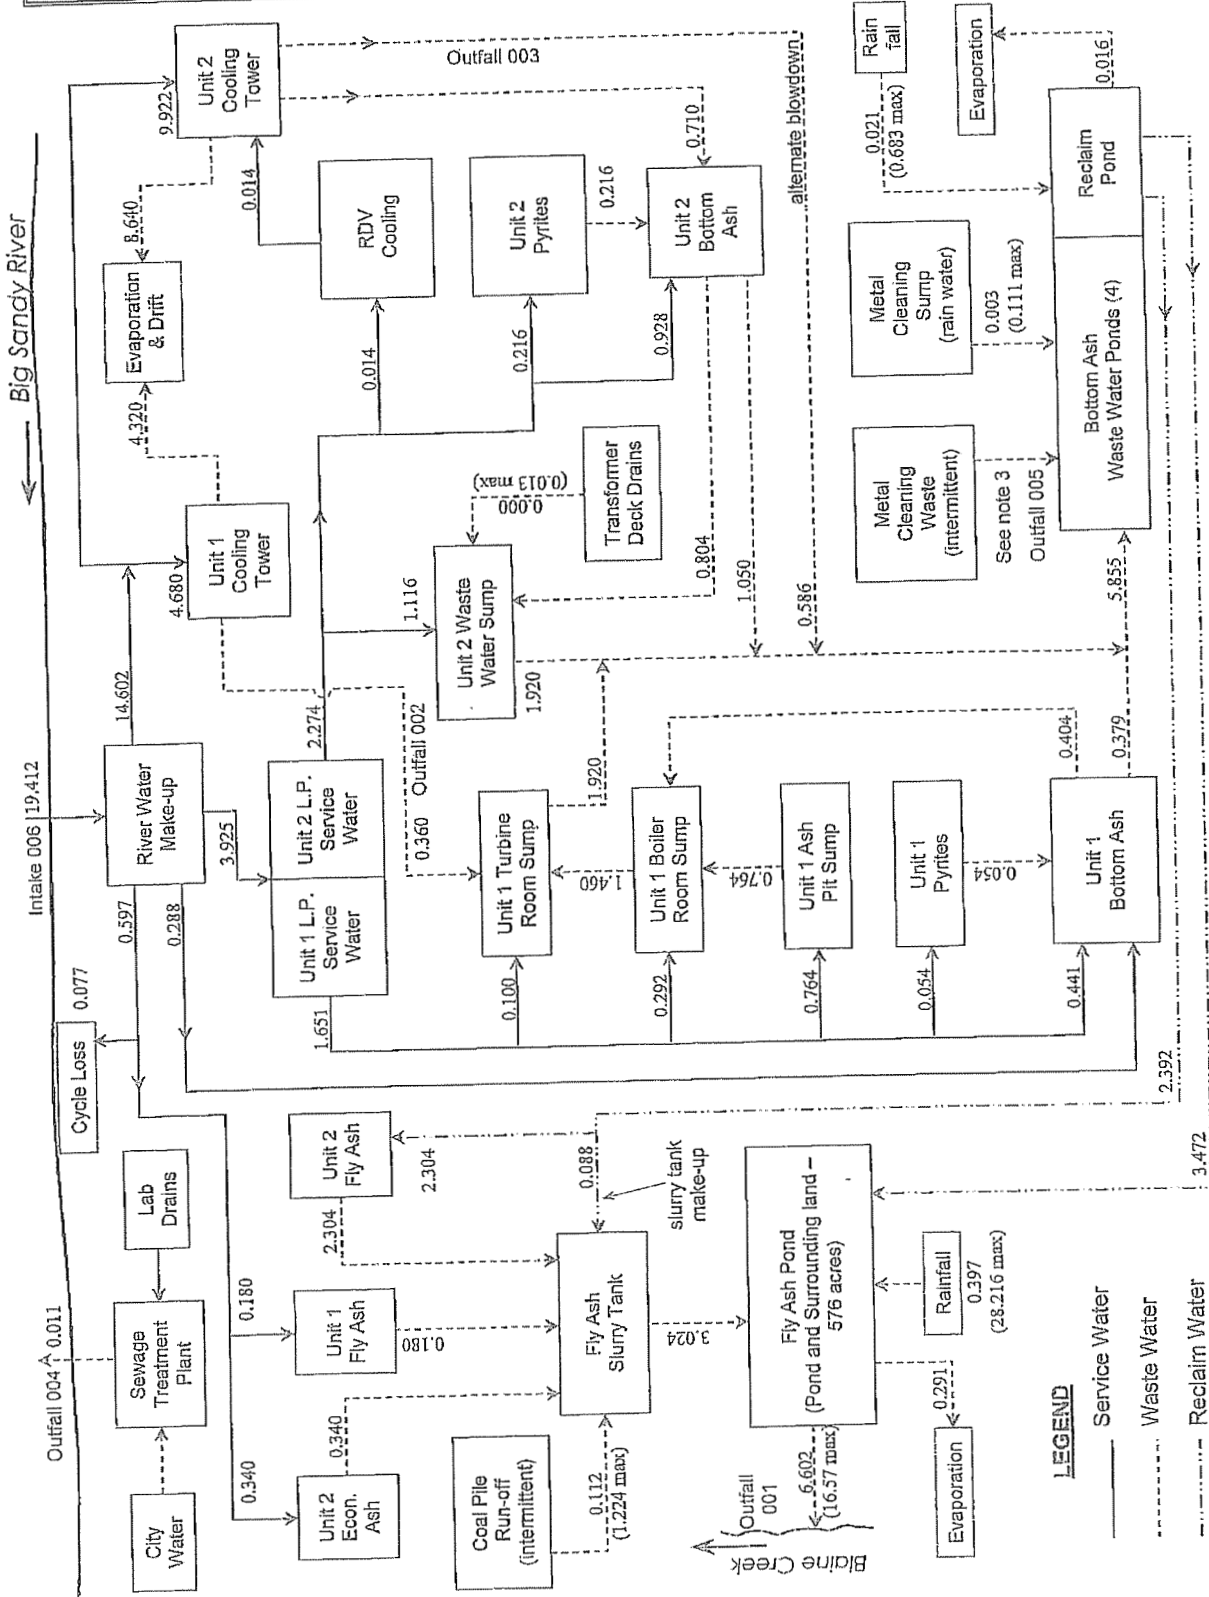 Big Sandy River
Intake 006
19.412
Outfall 004
0.011
City
Water
Sewage
Treatment
Plant
Lab
Drains
Cycle Loss
0.077
0.597
0.288
River Water
Make-up
14.602
3.925
4.680
Unit 1
Cooling
Tower
4.320
Evaporation
& Drift
8.640
9.922
Unit 2
Cooling
Tower
Outfall 003
0.340
0.180
Unit 2
Econ.
Ash
0.340
Unit 1
Fly Ash
0.180
Unit 2
Fly Ash
2.304
2.304
1.651
Unit 1 L.P.
Service
Water
Unit 2 L.P.
Service
Water
2.274
0.360
Outfall 002
1.116
0.014
RDV
Cooling
0.014
0.216
Unit 2
Pyrites
0.216
0.928
Unit 2
Bottom
Ash
0.710
Unit 2 Waste
Water Sump
1.920
0.000
(0.013 max)
Transformer
Deck Drains
0.804
1.050
0.586
alternate blowdown
Coal Pile
Run-off
(intermittent)
0.112
(1.224 max)
Fly Ash
Slurry Tank
0.088
slurry tank
make-up
3.024
0.100
Unit 1 Turbine
Room Sump
1.920
1.460
0.292
Unit 1 Boiler
Room Sump
0.764
0.764
Unit 1 Ash
Pit Sump
0.054
Unit 1
Pyrites
0.054
0.441
Unit 1
Bottom Ash
0.404
0.379
5.855
Metal
Cleaning
Waste
(intermittent)
See note 3
Outfall 005
Metal
Cleaning
Sump
(rain water)
0.003
(0.111 max)
Rain
fall
0.021
(0.683 max)
Evaporation
0.016
Bottom Ash
Waste Water Ponds (4)
Reclaim
Pond
Blaine Creek
Outfall
001
6.602
(16.57 max)
Fly Ash Pond
(Pond and Surrounding land –
576 acres)
Evaporation
0.291
Rainfall
0.397
(28.216 max)
2.392
3.472
LEGEND
Service Water
Waste Water
Reclaim Water